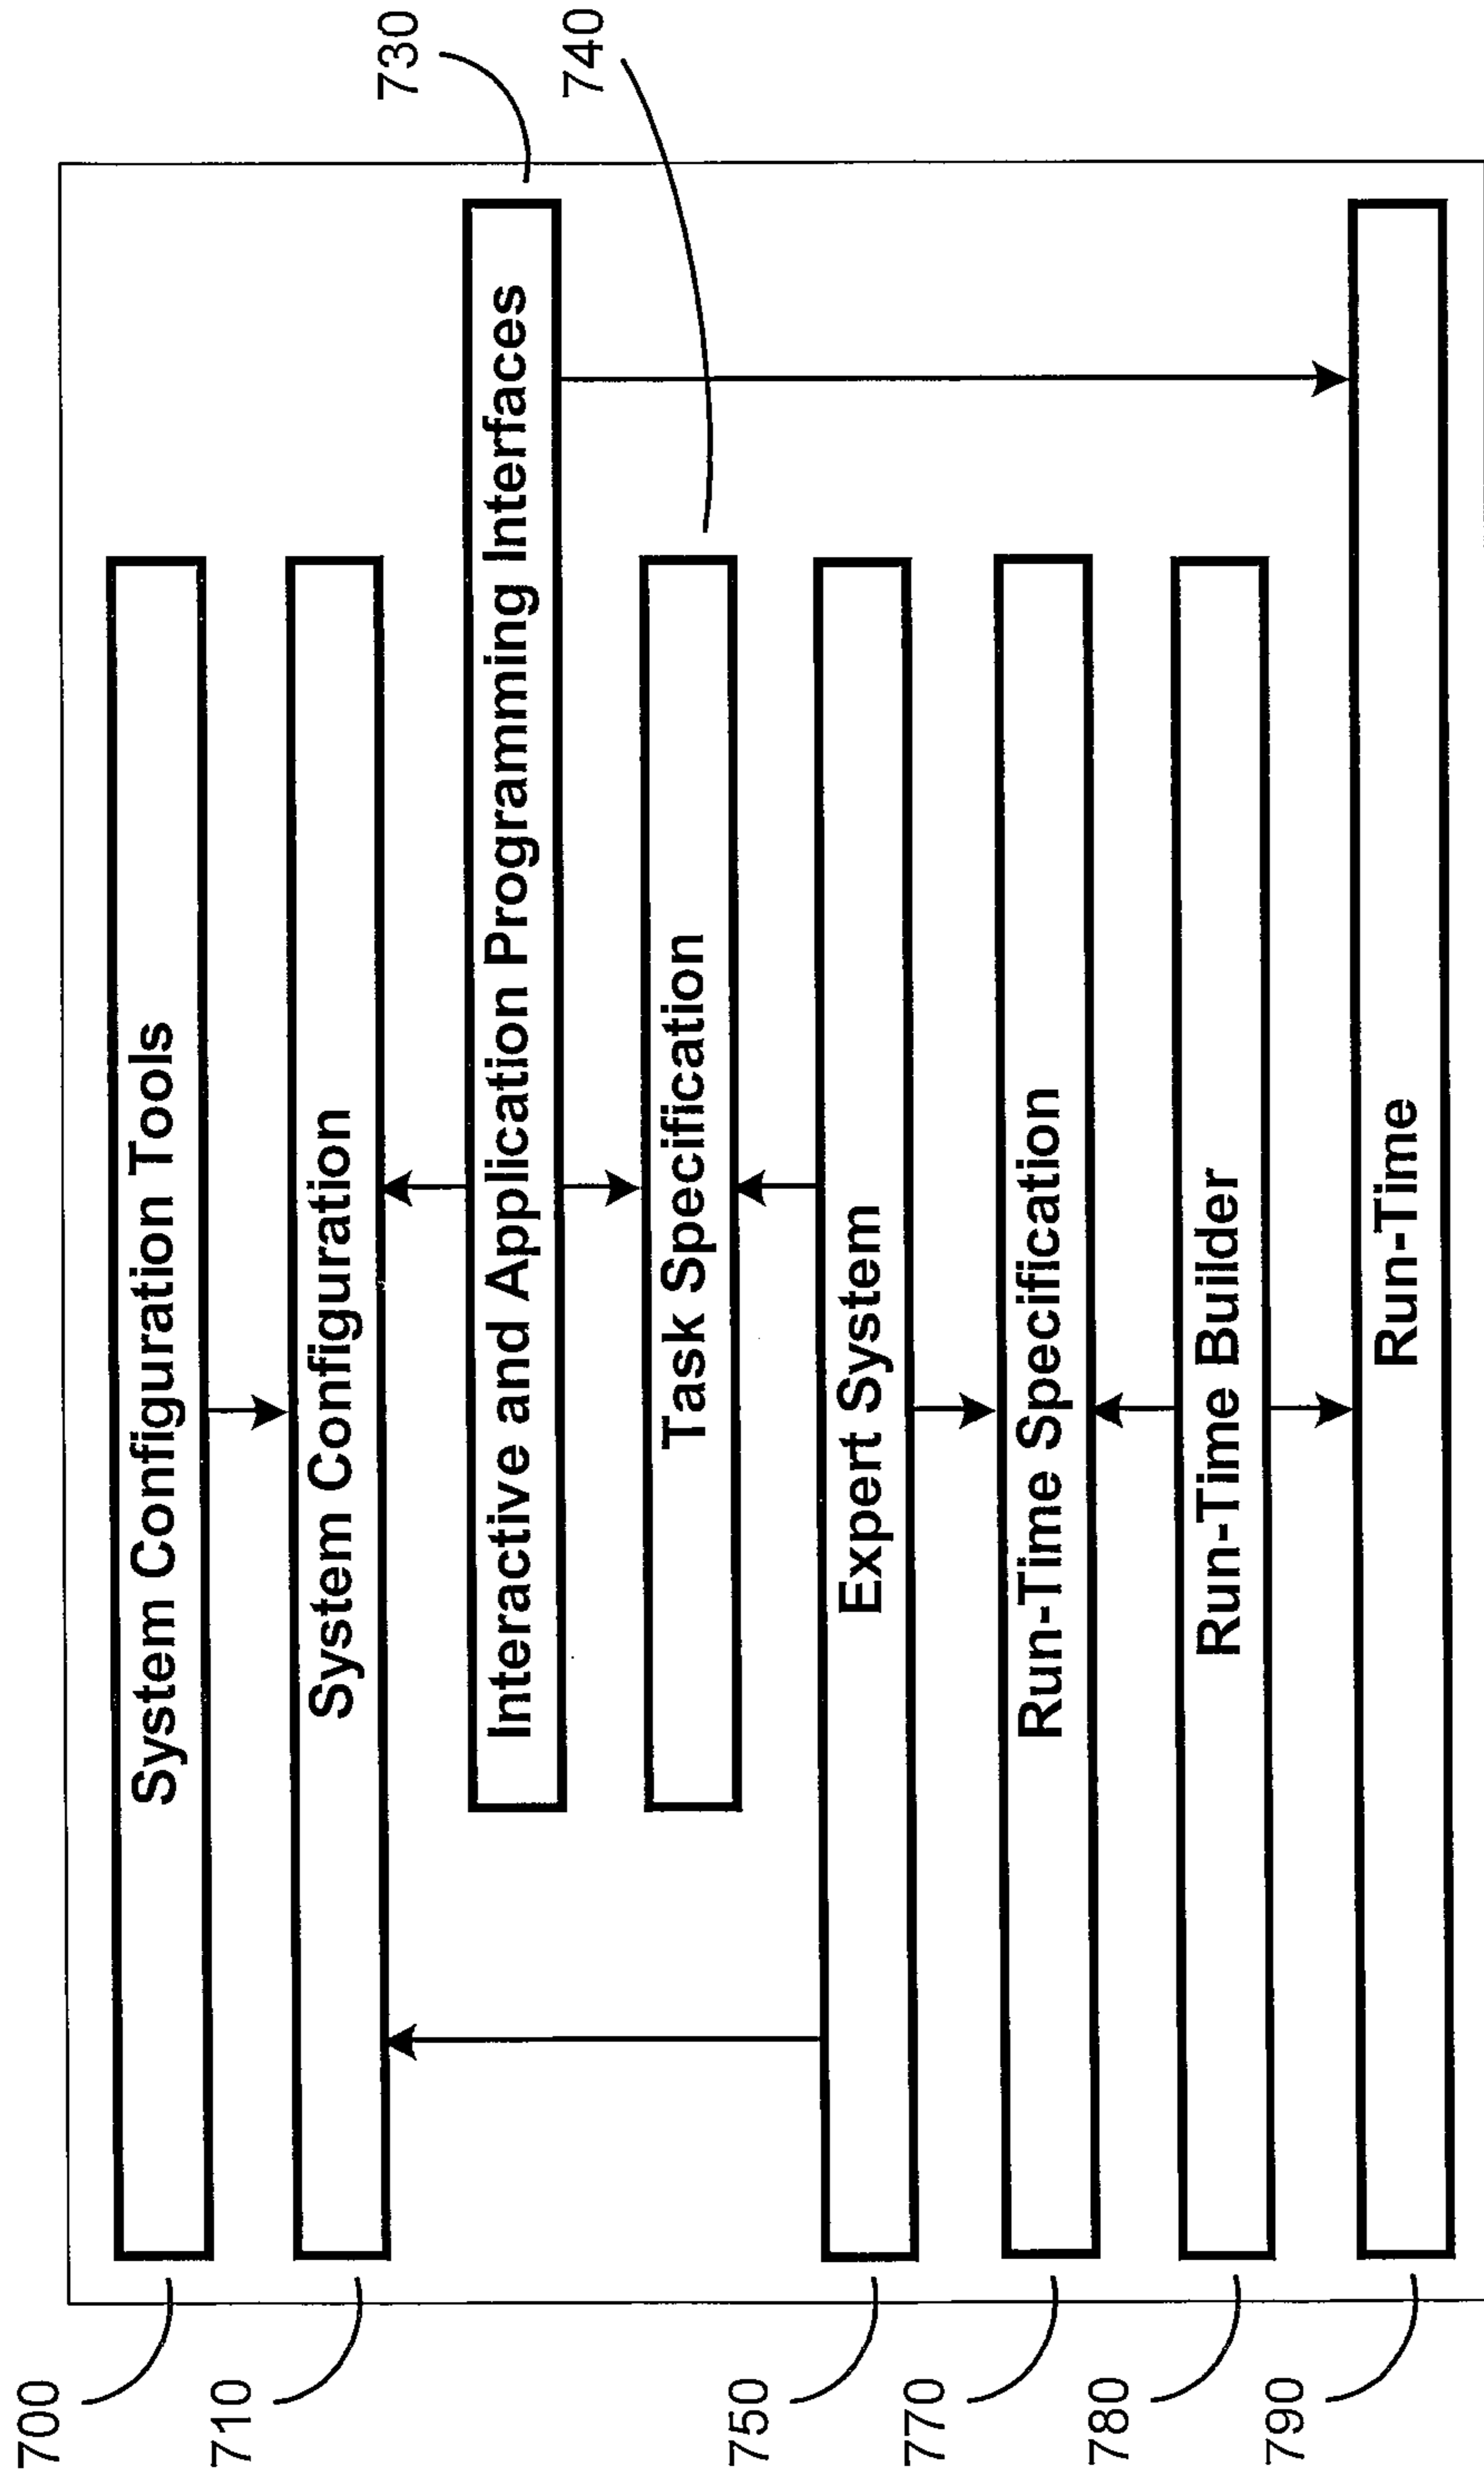 700
System Configuration Tools
710
System Configuration
730
Interactive and Application Programming Interfaces
740
Task Specification
750
Expert System
770
Run-Time Specification
780
Run-Time Builder
790
Run-Time